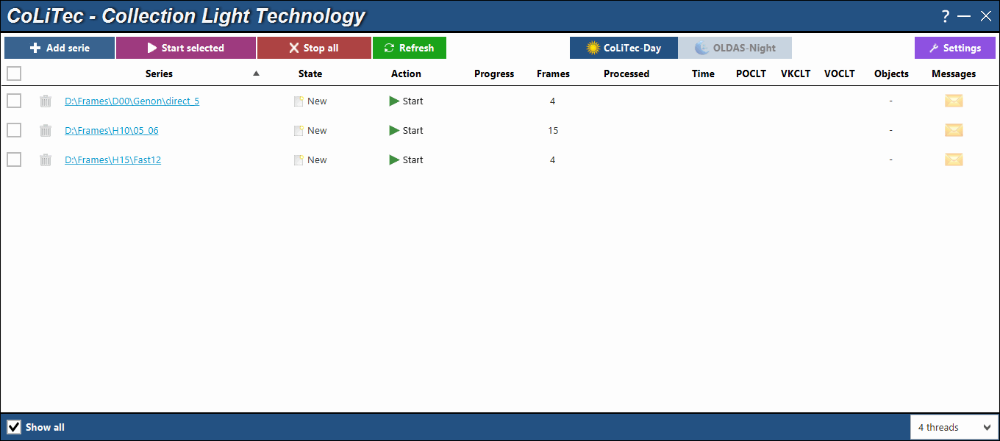 CoLiTec - Collection Light Technology ?
Add serie Start selected Stop all Refresh CoLiTec-Day OLDAS-Night Settings
Series State Action Progress Frames Processed Time POCLT VKCLT VOCLT Objects Messages
D:\Frames\D00\Genon\direct_5 New Start 4 -
D:\Frames\H10\05_06 New Start 15 -
D:\Frames\H15\Fast12 New Start 4 -
Show all 4 threads